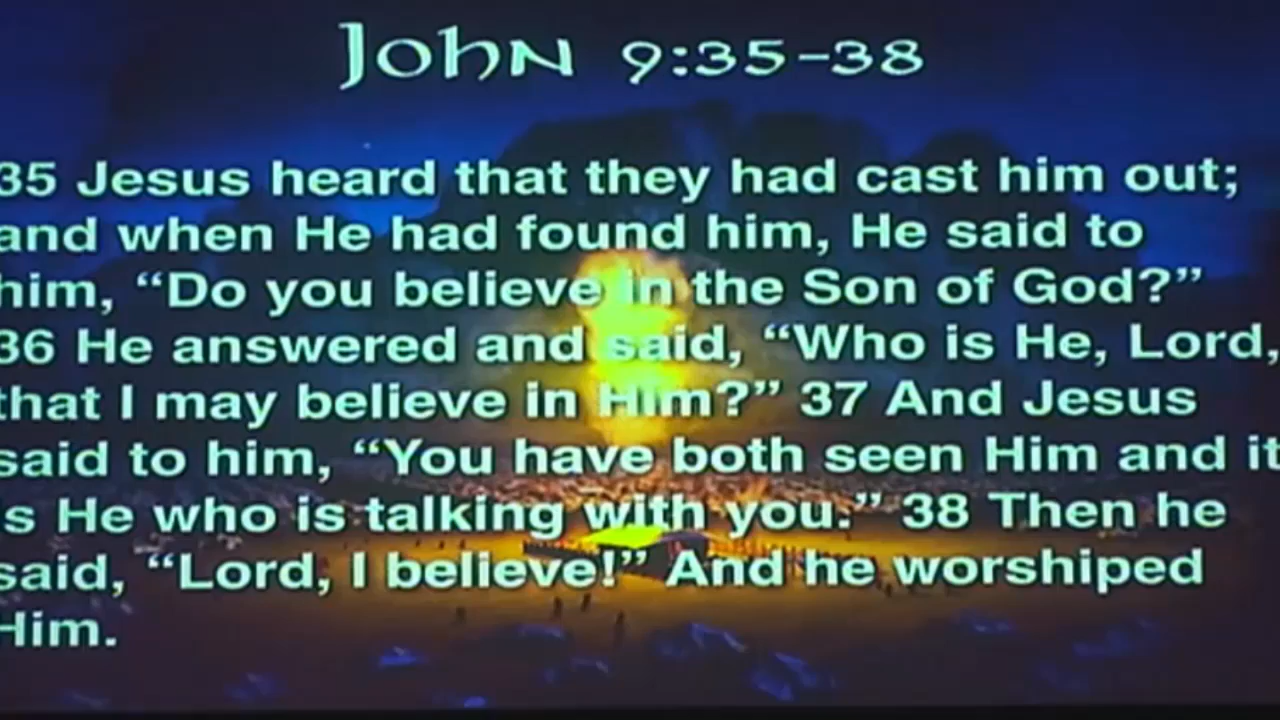 John 9:35-38
35 Jesus heard that they had cast him out;
and when He had found him, He said to
him, “Do you believe in the Son of God?”
36 He answered and said, “Who is He, Lord,
that I may believe in Him?” 37 And Jesus
said to him, “You have both seen Him and it
is He who is talking with you.” 38 Then he
said, “Lord, I believe!” And he worshiped
Him.